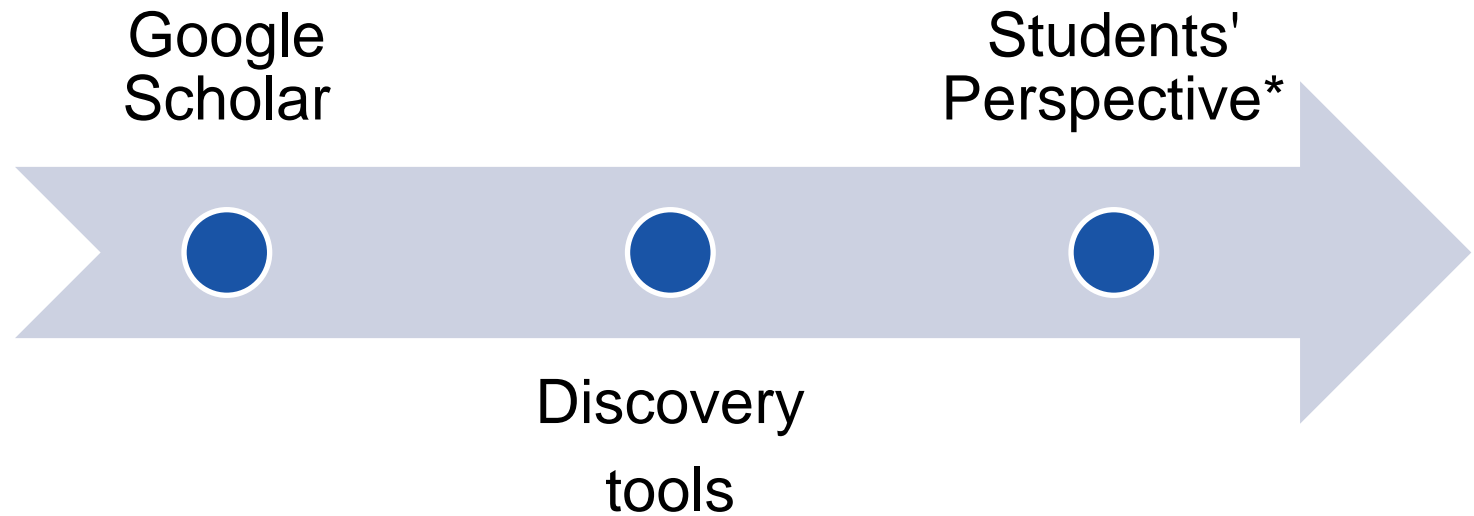 Google
Scholar
Discovery
tools
Students'
Perspective*